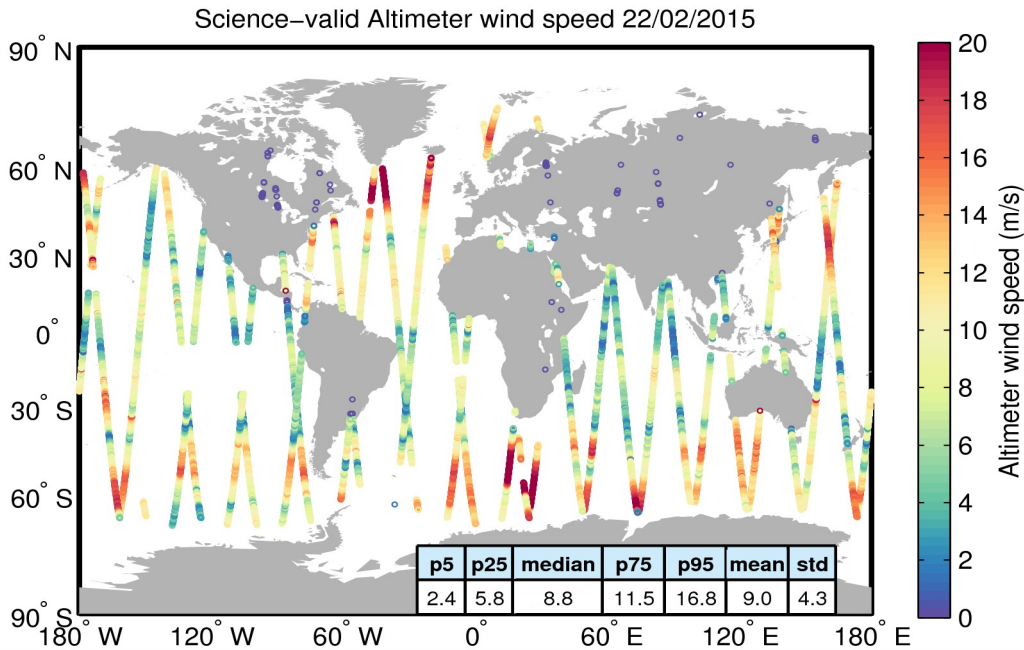 Science−valid Altimeter wind speed 22/02/2015
90° N
60° N
30° N
0°
30° S
60° S
90° S
180° W
120° W
60° W
0°
60° E
120° E
180° E
p5 p25 median p75 p95 mean std
2.4 5.8 8.8 11.5 16.8 9.0 4.3
20
18
16
14
12
10
8
6
4
2
0
Altimeter wind speed (m/s)